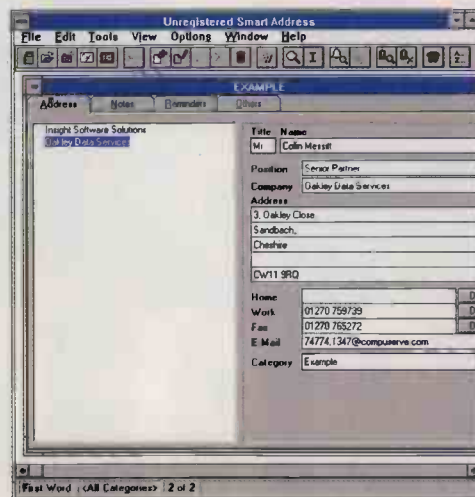 Unregistered Smart Address
File Edit Tools View Options Window Help
EXAMPLE
Address Notes Reminders Others
Insight Software Solutions
Oakley Data Services
Title Name
Mr Colin Messitt
Position Senior Partner
Company Oakley Data Services
Address
3, Oakley Close
Sandbach,
Cheshire
CW11 9RQ
Home D
Work 01270 759739 D
Fax 01270 765272
E-Mail 74774,1347@compuserve.com
Category Example
Fast Word <All Categories> 2 of 2